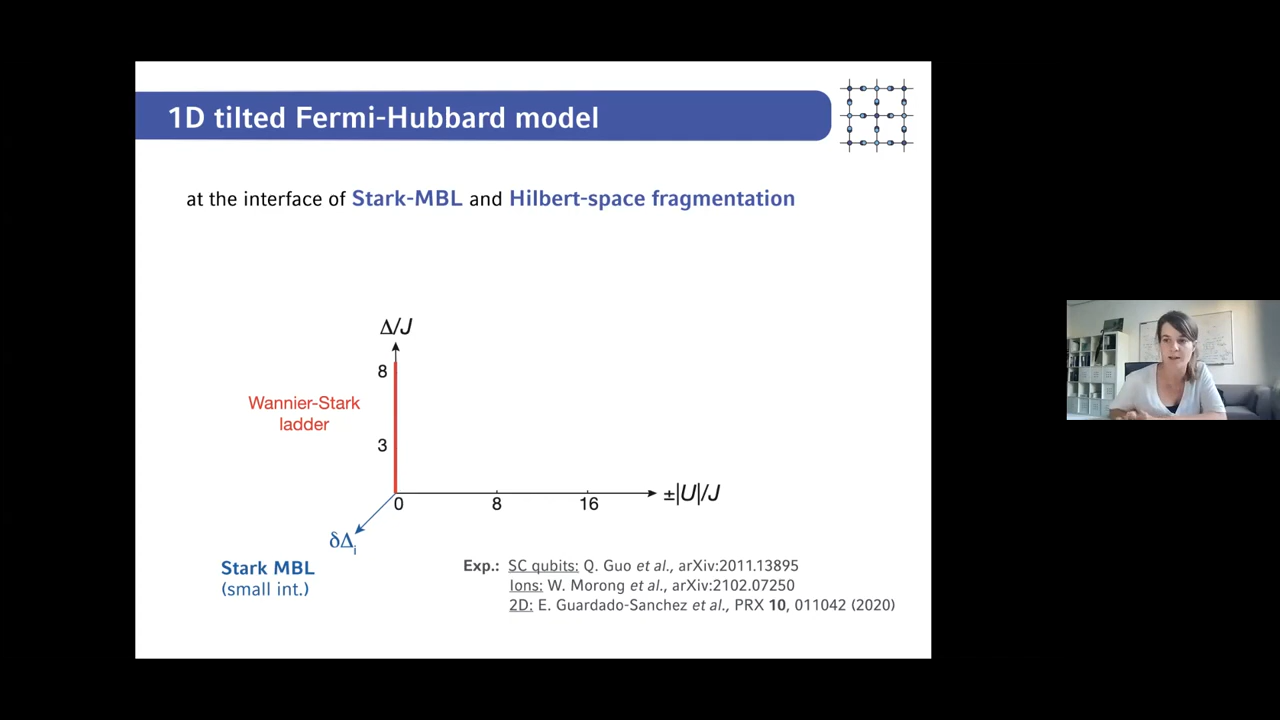 1D tilted Fermi-Hubbard model
at the interface of Stark-MBL and Hilbert-space fragmentation
Δ/J
8
Wannier-Stark
ladder
3
0
8
16
±|U|/J
δΔi
Stark MBL
(small int.)
Exp.: SC qubits: Q. Guo et al., arXiv:2011.13895
Ions: W. Morong et al., arXiv:2102.07250
2D: E. Guardado-Sanchez et al., PRX 10, 011042 (2020)